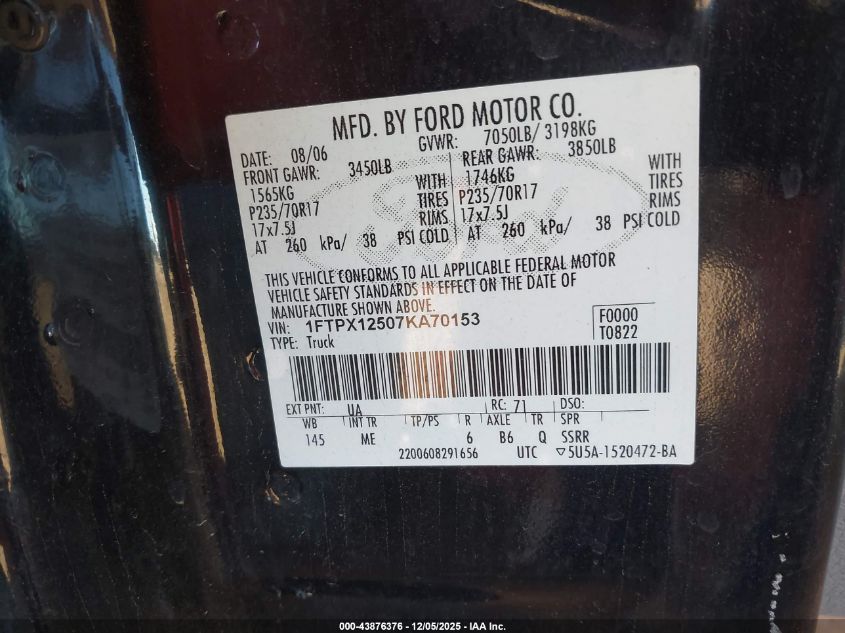 MFD. BY FORD MOTOR CO.
DATE: 08/06 GVWR: 7050LB/ 3198KG
FRONT GAWR: 3450LB REAR GAWR: 3850LB
1565KG WITH 1746KG WITH
P235/70R17 TIRES P235/70R17 TIRES
17x7.5J RIMS 17x7.5J RIMS
AT 260 kPa/ 38 PSI COLD AT 260 kPa/ 38 PSI COLD
Ford
THIS VEHICLE CONFORMS TO ALL APPLICABLE FEDERAL MOTOR
VEHICLE SAFETY STANDARDS IN EFFECT ON THE DATE OF
MANUFACTURE SHOWN ABOVE.
VIN: 1FTPX12507KA70153 F0000
TYPE: Truck T0822
EXT PNT: UA RC: 71 DSO:
WB INT TR TP/PS R AXLE TR SPR
145 ME 6 B6 Q SSRR
2200608291656 UTC ▽5U5A-1520472-BA
000-43876376 - 12/05/2025 - IAA Inc.